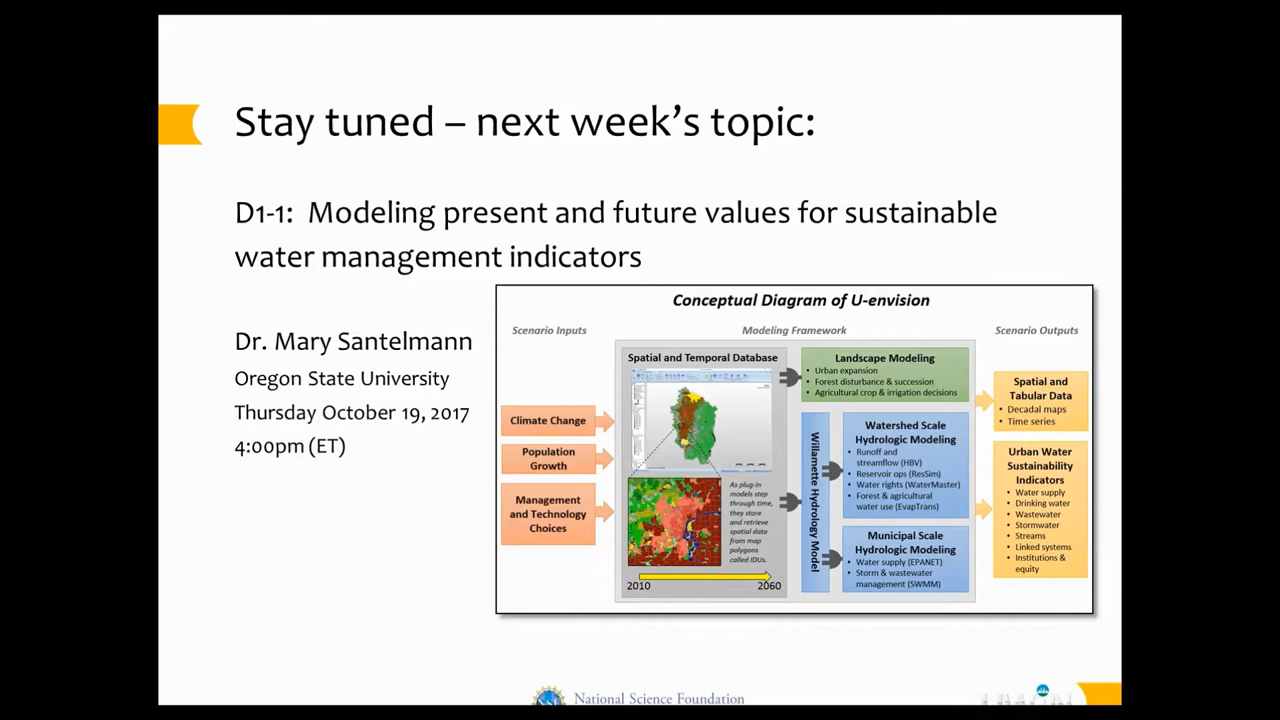 Stay tuned – next week's topic:
D1-1: Modeling present and future values for sustainable
water management indicators
Dr. Mary Santelmann
Oregon State University
Thursday October 19, 2017
4:00pm (ET)
Conceptual Diagram of U-envision
Scenario Inputs
Climate Change
Population
Growth
Management
and Technology
Choices
Modeling Framework
Spatial and Temporal Database
As plug-in
models step
through time,
they store
and retrieve
spatial data
from map
polygons
called IDUs.
2010
2060
Landscape Modeling
• Urban expansion
• Forest disturbance & succession
• Agricultural crop & irrigation decisions
Willamette Hydrology Model
Watershed Scale
Hydrologic Modeling
• Runoff and
streamflow (HBV)
• Reservoir ops (ResSim)
• Water rights (WaterMaster)
• Forest & agricultural
water use (EvapTrans)
Municipal Scale
Hydrologic Modeling
• Water supply (EPANET)
• Storm & wastewater
management (SWMM)
Scenario Outputs
Spatial and
Tabular Data
• Decadal maps
• Time series
Urban Water
Sustainability
Indicators
• Water supply
• Drinking water
• Wastewater
• Stormwater
• Streams
• Linked systems
• Institutions &
equity
National Science Foundation